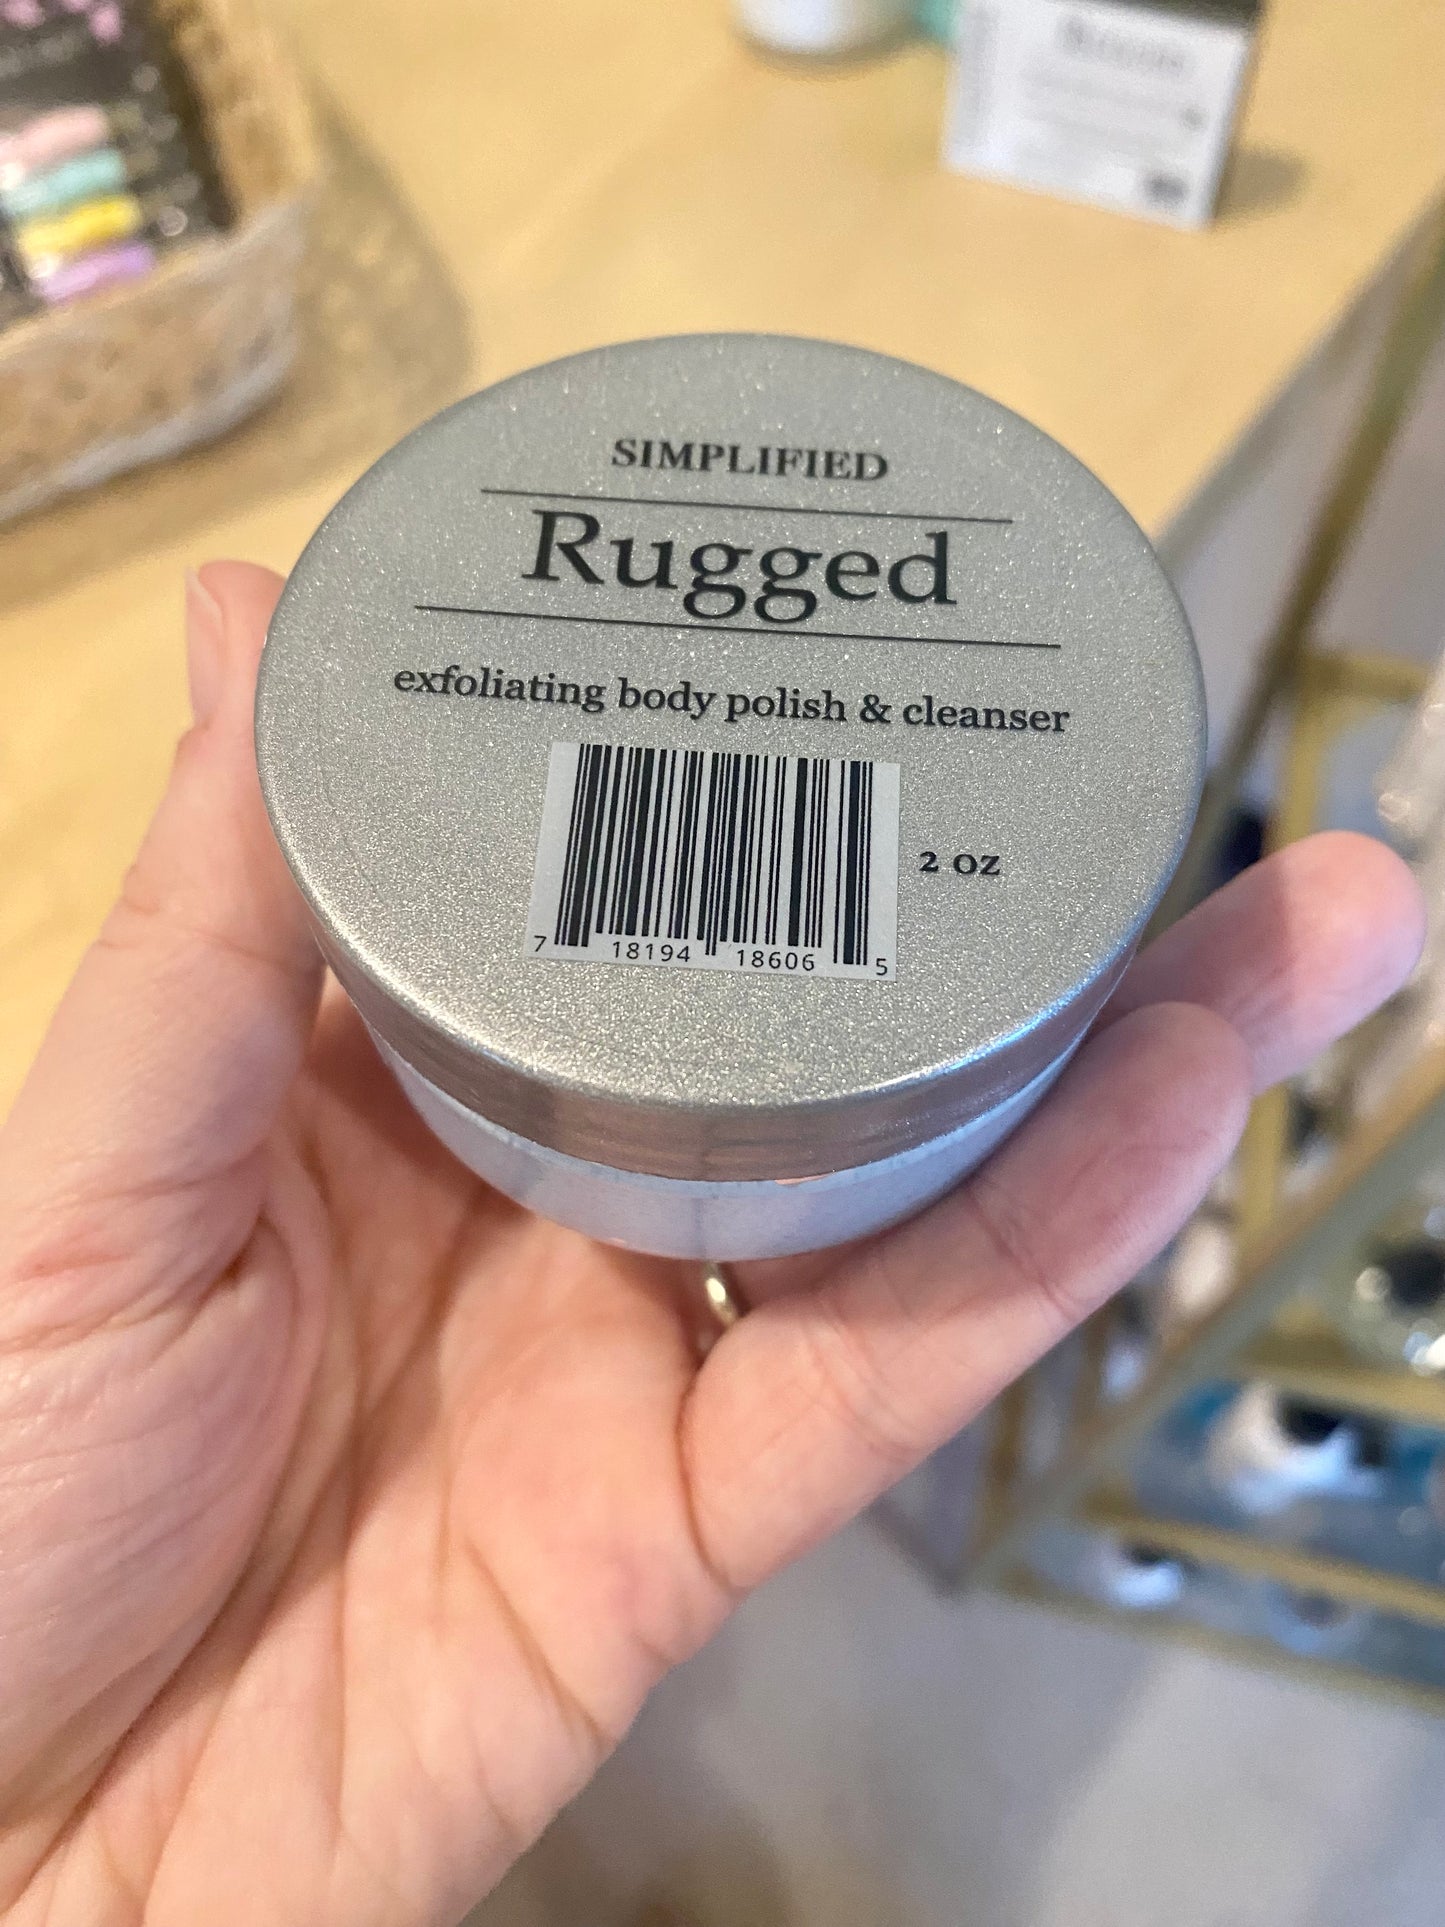 SIMPLIFIED
Rugged
exfoliating body polish & cleanser
2 oz
7 18194 18606 5